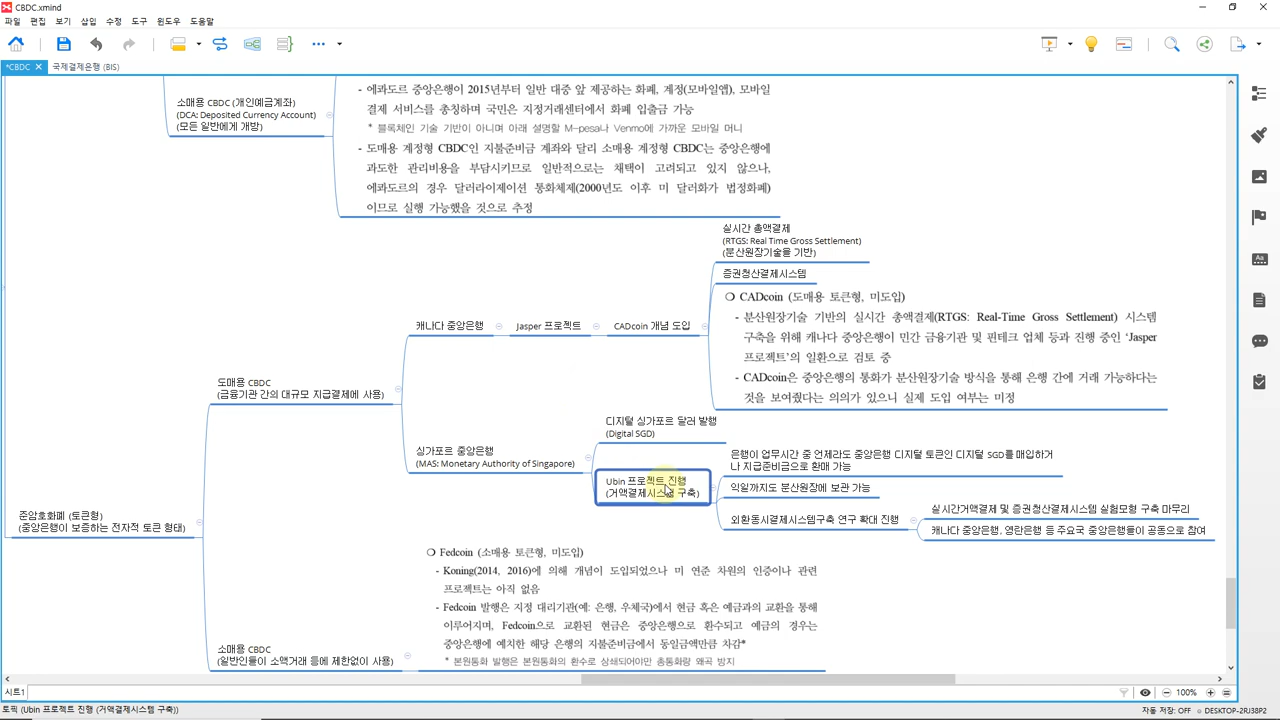 CBDC.xmind
파일 편집 보기 삽입 수정 도구 윈도우 도움말
*CBDC 국제결제은행 (BIS)
소매용 CBDC (개인예금계좌)
(DCA: Deposited Currency Account)
(모든 일반에게 개방)
- 에콰도르 중앙은행이 2015년부터 일반 대중 앞 제공하는 화폐, 계정(모바일앱), 모바일
결제 서비스를 총칭하며 국민은 지정거래센터에서 화폐 입출금 가능
* 블록체인 기술 기반이 아니며 아래 설명할 M-pesa나 Venmo에 가까운 모바일 머니
- 도매용 계정형 CBDC인 지불준비금 계좌와 달리 소매용 계정형 CBDC는 중앙은행에
과도한 관리비용을 부담시키므로 일반적으로는 채택이 고려되고 있지 않으나,
에콰도르의 경우 달러라이제이션 통화체제(2000년도 이후 미 달러화가 법정화폐)
이므로 실행 가능했을 것으로 추정
실시간 총액결제
(RTGS: Real Time Gross Settlement)
(분산원장기술을 기반)
증권청산결제시스템
❍ CADcoin (도매용 토큰형, 미도입)
- 분산원장기술 기반의 실시간 총액결제(RTGS: Real-Time Gross Settlement) 시스템
구축을 위해 캐나다 중앙은행이 민간 금융기관 및 핀테크 업체 등과 진행 중인 ‘Jasper
프로젝트’의 일환으로 검토 중
- CADcoin은 중앙은행의 통화가 분산원장기술 방식을 통해 은행 간에 거래 가능하다는
것을 보여줬다는 의의가 있으니 실제 도입 여부는 미정
캐나다 중앙은행
Jasper 프로젝트
CADcoin 개념 도입
도매용 CBDC
(금융기관 간의 대규모 지급결제에 사용)
싱가포르 중앙은행
(MAS: Monetary Authority of Singapore)
디지털 싱가포르 달러 발행
(Digital SGD)
Ubin 프로젝트 진행
(거액결제시스템 구축)
은행이 업무시간 중 언제라도 중앙은행 디지털 토큰인 디지털 SGD를 매입하거
나 지급준비금으로 환매 가능
익일까지도 분산원장에 보관 가능
외환동시결제시스템구축 연구 확대 진행
실시간거액결제 및 증권청산결제시스템 실험모형 구축 마무리
캐나다 중앙은행, 영란은행 등 주요국 중앙은행들이 공동으로 참여
준암호화폐 (토큰형)
(중앙은행이 보증하는 전자적 토큰 형태)
❍ Fedcoin (소매용 토큰형, 미도입)
- Koning(2014, 2016)에 의해 개념이 도입되었으나 미 연준 차원의 인증이나 관련
프로젝트는 아직 없음
- Fedcoin 발행은 지정 대리기관(예: 은행, 우체국)에서 현금 혹은 예금과의 교환을 통해
이루어지며, Fedcoin으로 교환된 현금은 중앙은행으로 환수되고 예금의 경우는
중앙은행에 예치한 해당 은행의 지불준비금에서 동일금액만큼 차감*
* 본원통화 발행은 본원통화의 환수로 상쇄되어야만 총통화량 왜곡 방지
소매용 CBDC
(일반인들이 소액거래 등에 제한없이 사용)
시트1
100%
토픽 (Ubin 프로젝트 진행 (거액결제시스템 구축))
자동 저장: OFF DESKTOP-2RJ38P2